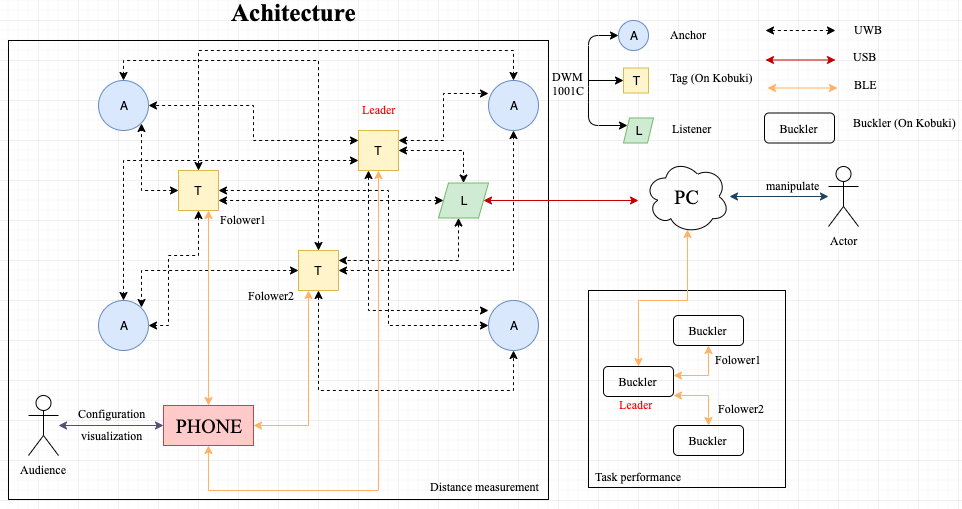 Achitecture
A
Anchor
UWB
DWM
1001C
USB
T
Tag (On Kobuki)
BLE
L
Listener
Buckler
Buckler (On Kobuki)
A
A
Leader
T
T
Folower1
L
PC
manipulate
Actor
T
Folower2
A
A
Buckler
Folower1
Buckler
Leader
Folower2
Buckler
Task performance
Configuration
visualization
PHONE
Audience
Distance measurement